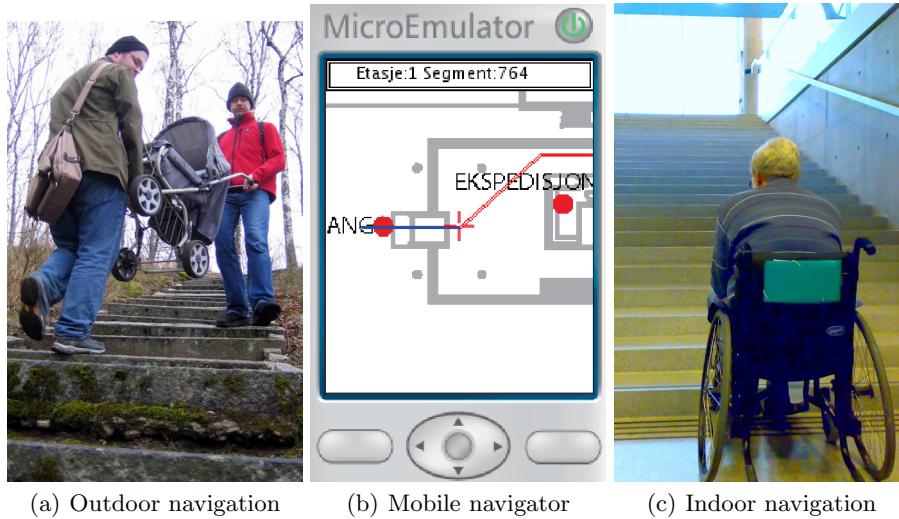 MicroEmulator
Etasje:1 Segment:764
EKSPEDISJON
ANG
(a) Outdoor navigation
(b) Mobile navigator
(c) Indoor navigation